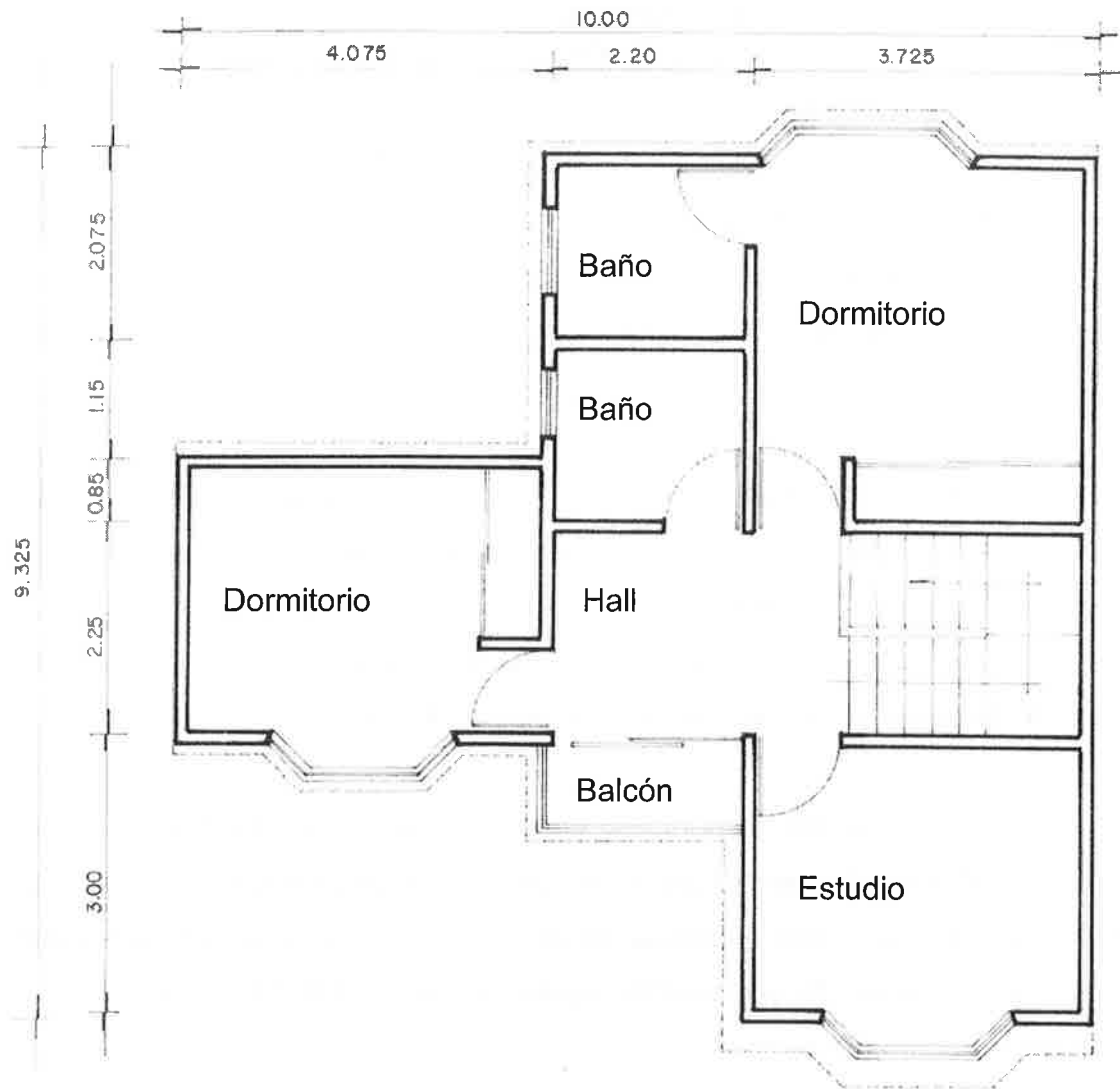 10.00
4.075 2.20 3.725
2.075
1.15
0.85
2.25
3.00
9.325
Baño
Dormitorio
Baño
Dormitorio
Hall
Balcón
Estudio